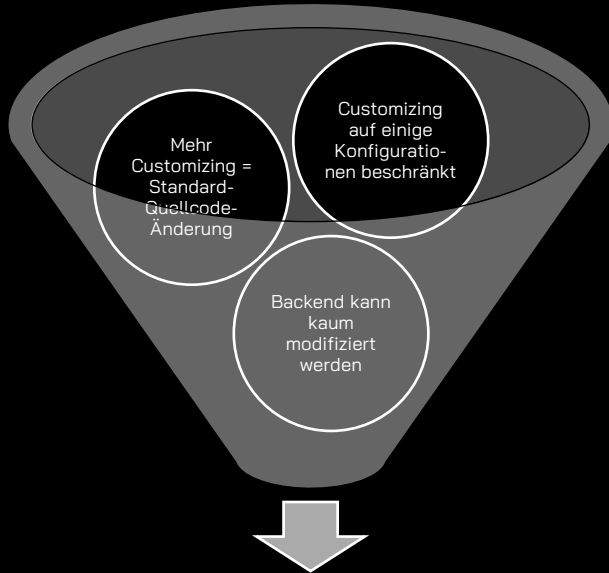 Mehr
Customizing =
Standard-
Quellcode-
Änderung
Customizing
auf einige
Konfiguratio-
nen beschränkt
Backend kann
kaum
modifiziert
werden